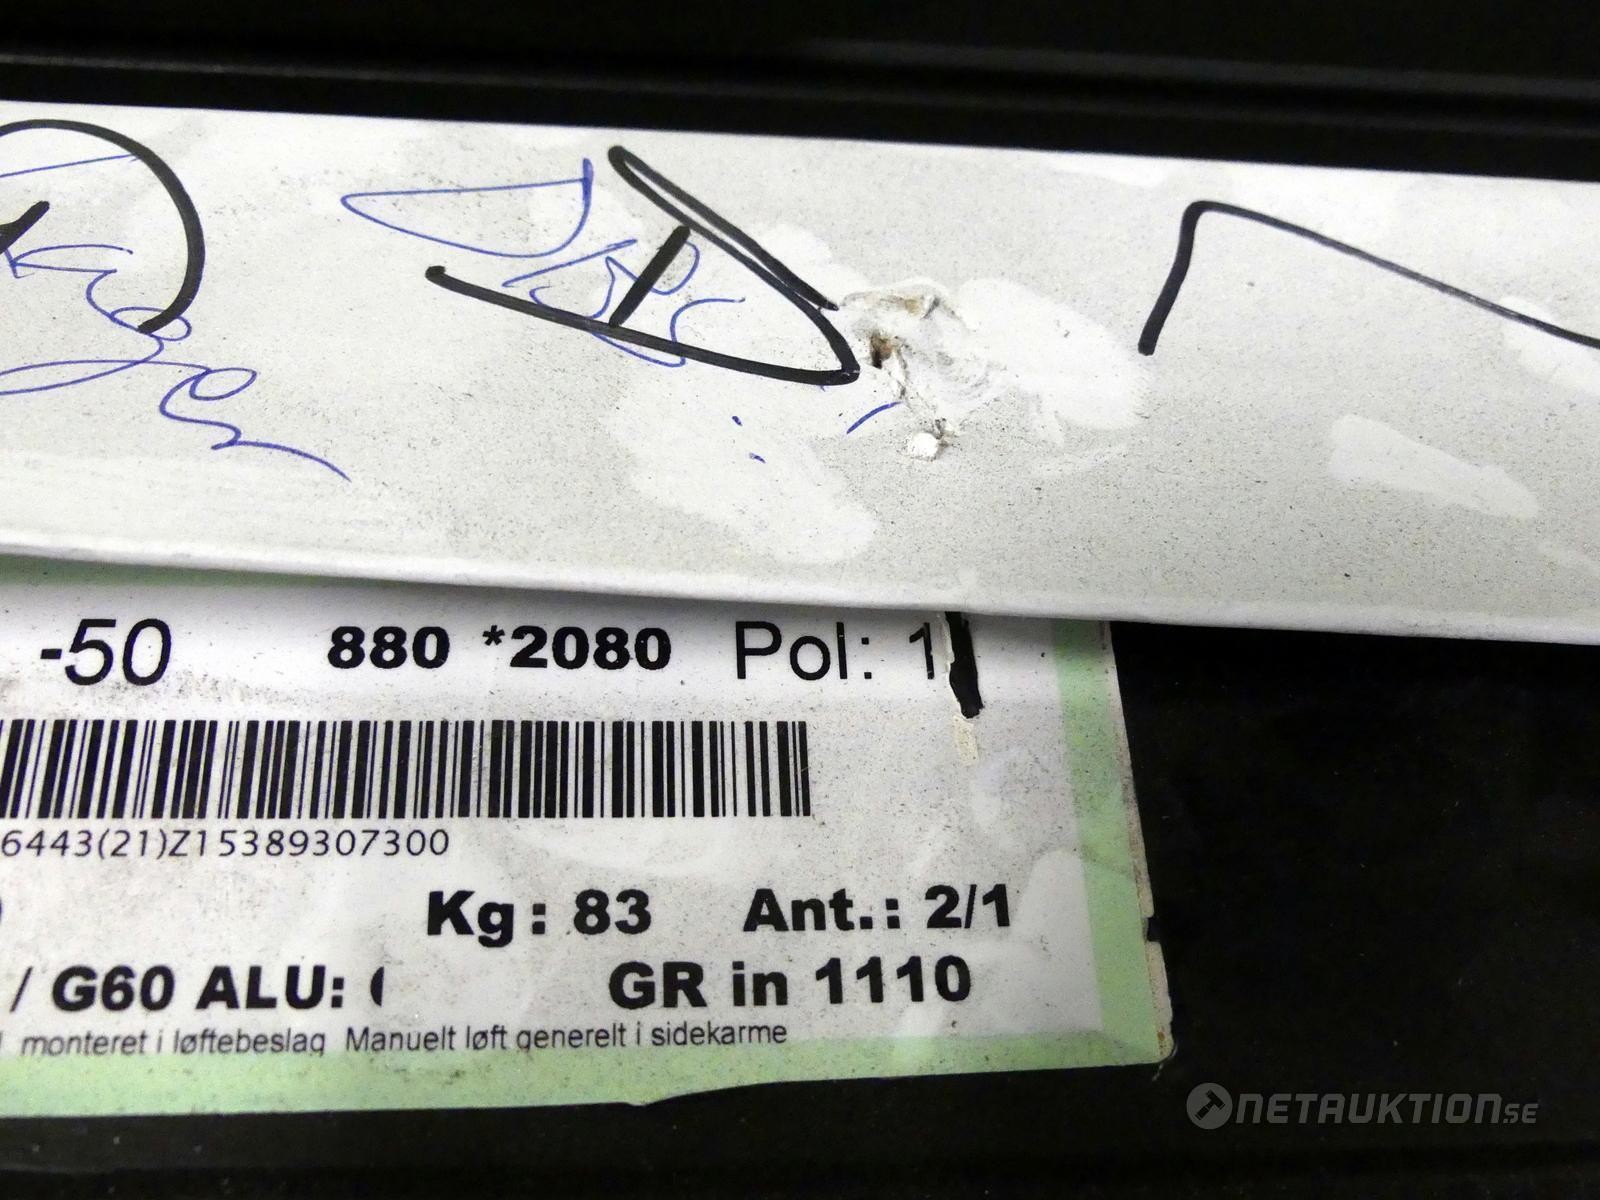 -50 880 *2080 Pol: 1
6443(21)Z15389307300
Kg: 83 Ant.: 2/1
/ G60 ALU: GR in 1110
monteret i løftebeslag Manuelt løft generelt i sidekarme
NETAUKTION.SE